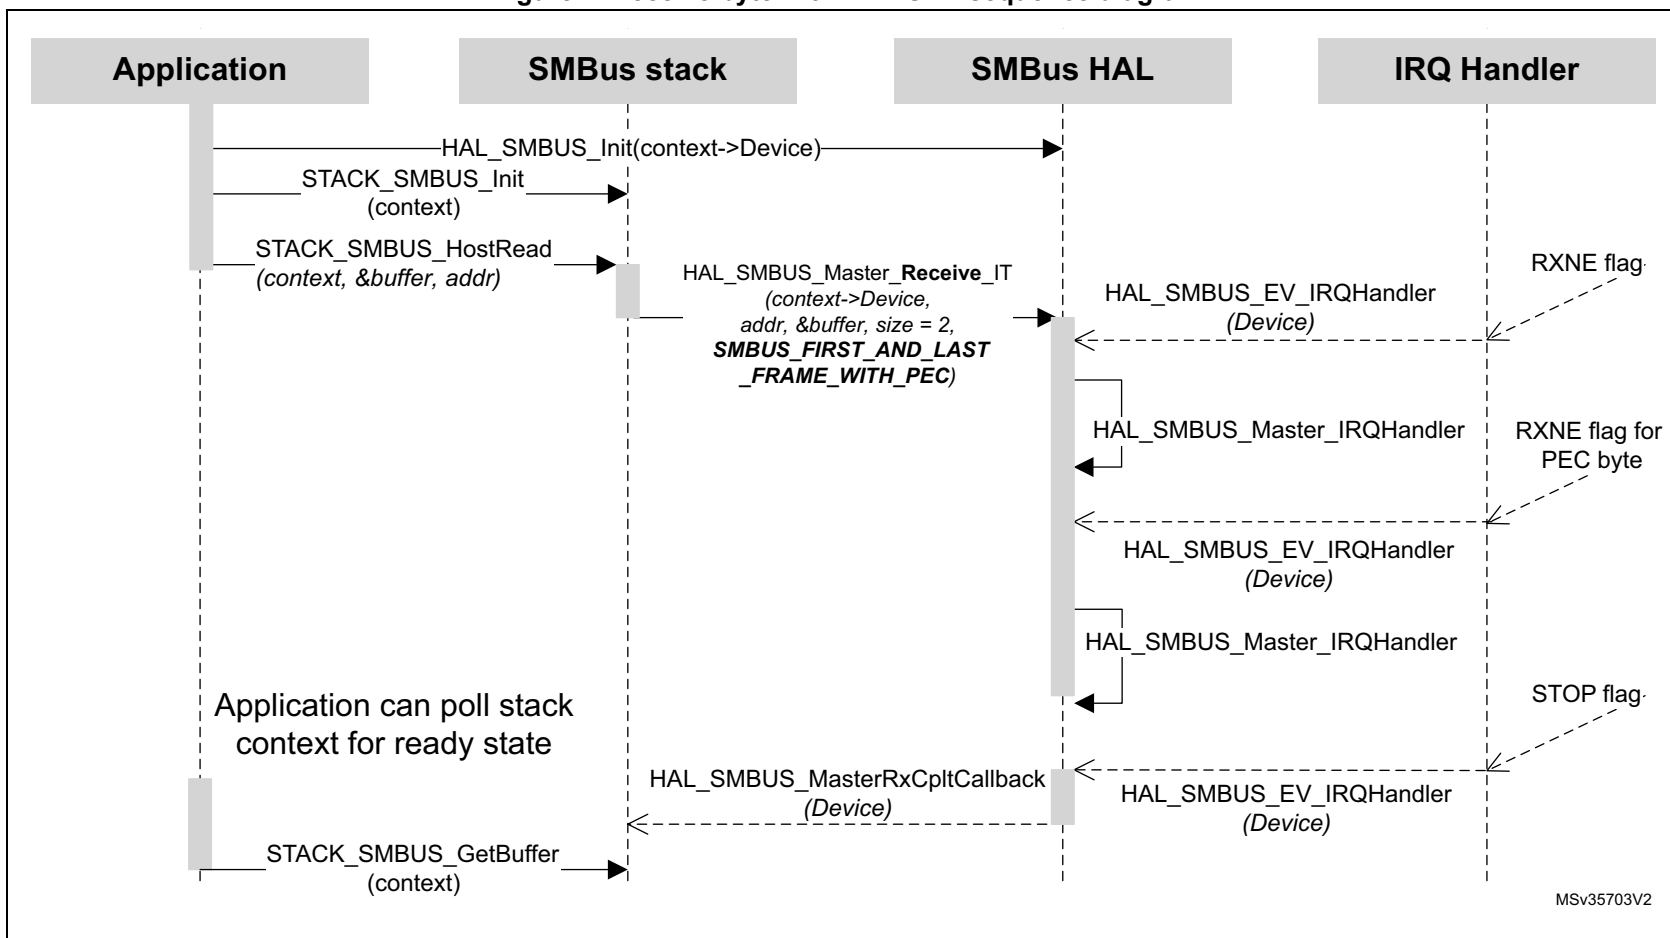 Application
SMBus stack
SMBus HAL
IRQ Handler
HAL_SMBUS_Init(context->Device)
STACK_SMBUS_Init
(context)
STACK_SMBUS_HostRead
(context, &buffer, addr)
HAL_SMBUS_Master_Receive_IT
(context->Device,
addr, &buffer, size = 2,
SMBUS_FIRST_AND_LAST
_FRAME_WITH_PEC)
RXNE flag
HAL_SMBUS_EV_IRQHandler
(Device)
HAL_SMBUS_Master_IRQHandler
RXNE flag for
PEC byte
HAL_SMBUS_EV_IRQHandler
(Device)
HAL_SMBUS_Master_IRQHandler
STOP flag
Application can poll stack
context for ready state
HAL_SMBUS_MasterRxCpltCallback
(Device)
HAL_SMBUS_EV_IRQHandler
(Device)
STACK_SMBUS_GetBuffer
(context)
MSv35703V2